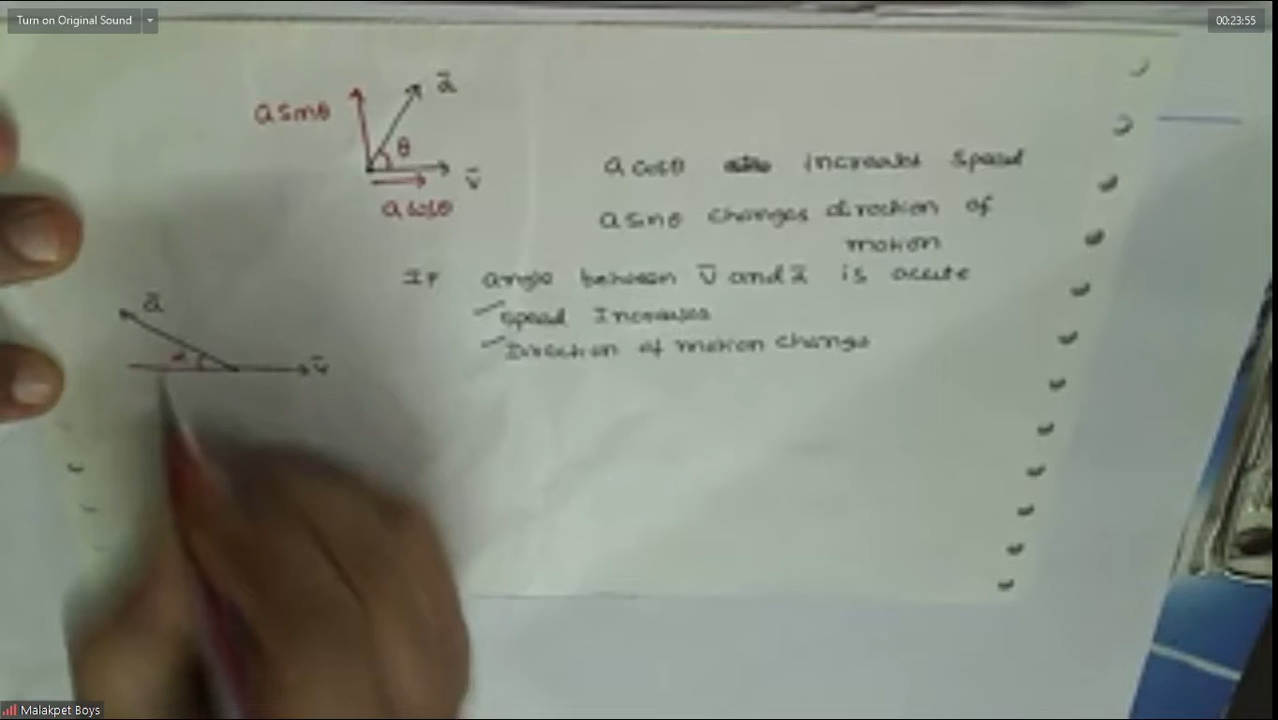 Turn on Original Sound
00:23:55
a̅
a sinθ
θ
v̅
a cosθ
a cosθ increases speed
a sinθ changes direction of
motion
If angle between v̅ and a̅ is acute
Speed Increases
Direction of motion change
a̅
α
v̅
Malakpet Boys